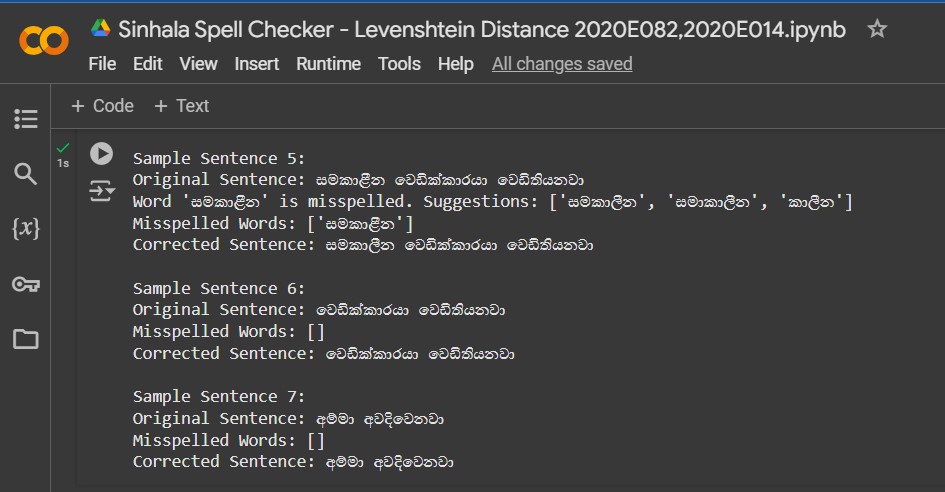 Sinhala Spell Checker - Levenshtein Distance 2020E082,2020E014.ipynb
File Edit View Insert Runtime Tools Help All changes saved
+ Code + Text
1s
Sample Sentence 5:
Original Sentence: සමකාළීන වෙඩික්කාරයා වෙඩිතියනවා
Word 'සමකාළීන' is misspelled. Suggestions: ['සමකාලීන', 'සමාකාලීන', 'කාලීන']
Misspelled Words: ['සමකාළීන']
Corrected Sentence: සමකාලීන වෙඩික්කාරයා වෙඩිතියනවා
Sample Sentence 6:
Original Sentence: වෙඩික්කාරයා වෙඩිතියනවා
Misspelled Words: []
Corrected Sentence: වෙඩික්කාරයා වෙඩිතියනවා
Sample Sentence 7:
Original Sentence: අම්මා අවදිවෙනවා
Misspelled Words: []
Corrected Sentence: අම්මා අවදිවෙනවා
{x}